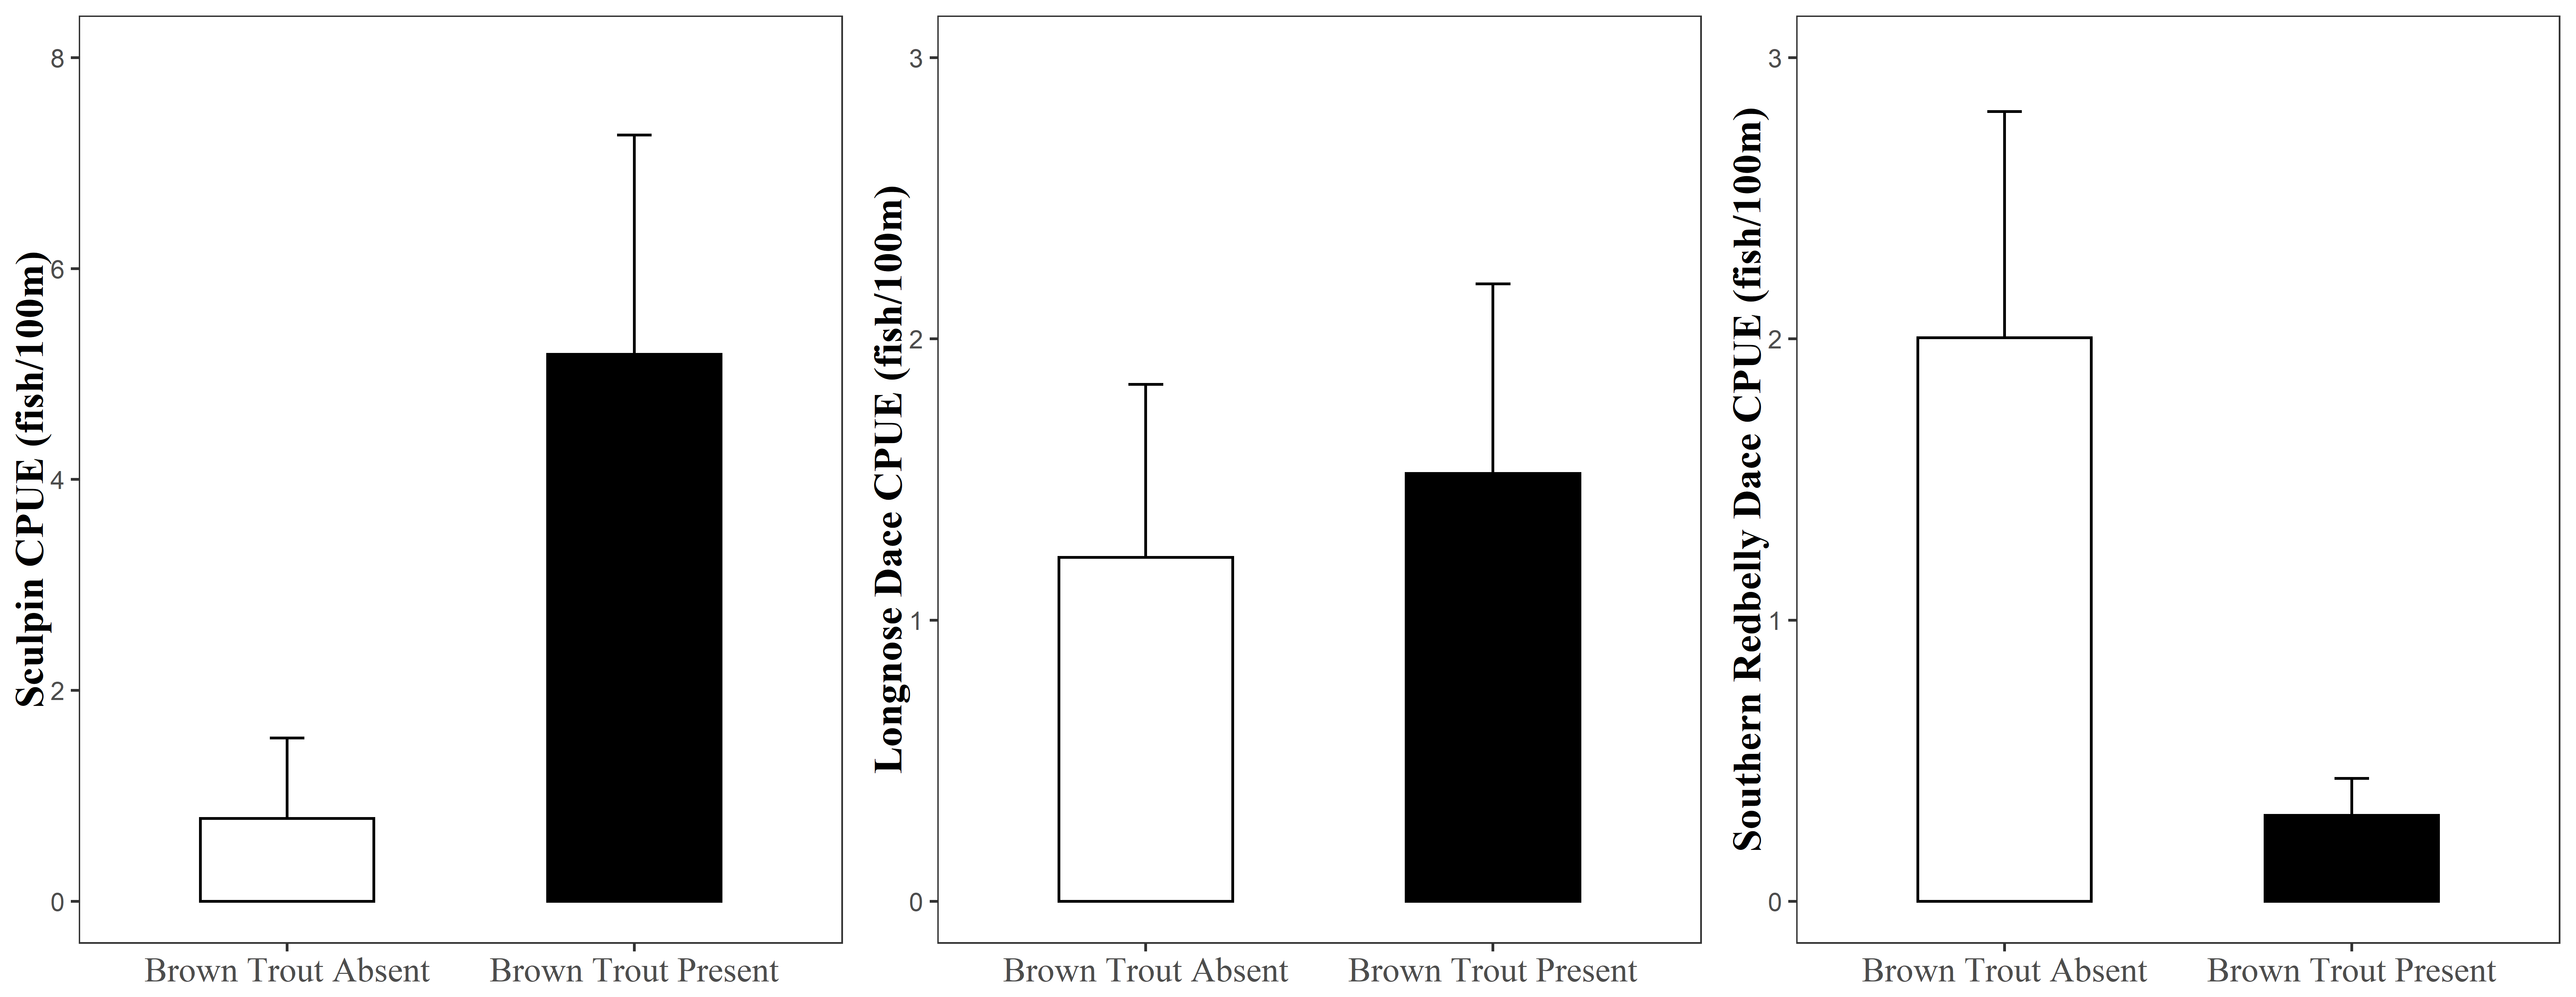 Sculpin CPUE (fish/100m)
8
6
4
2
0
Brown Trout Absent
Brown Trout Present
Longnose Dace CPUE (fish/100m)
3
2
1
0
Brown Trout Absent
Brown Trout Present
Southern Redbelly Dace CPUE (fish/100m)
3
2
1
0
Brown Trout Absent
Brown Trout Present